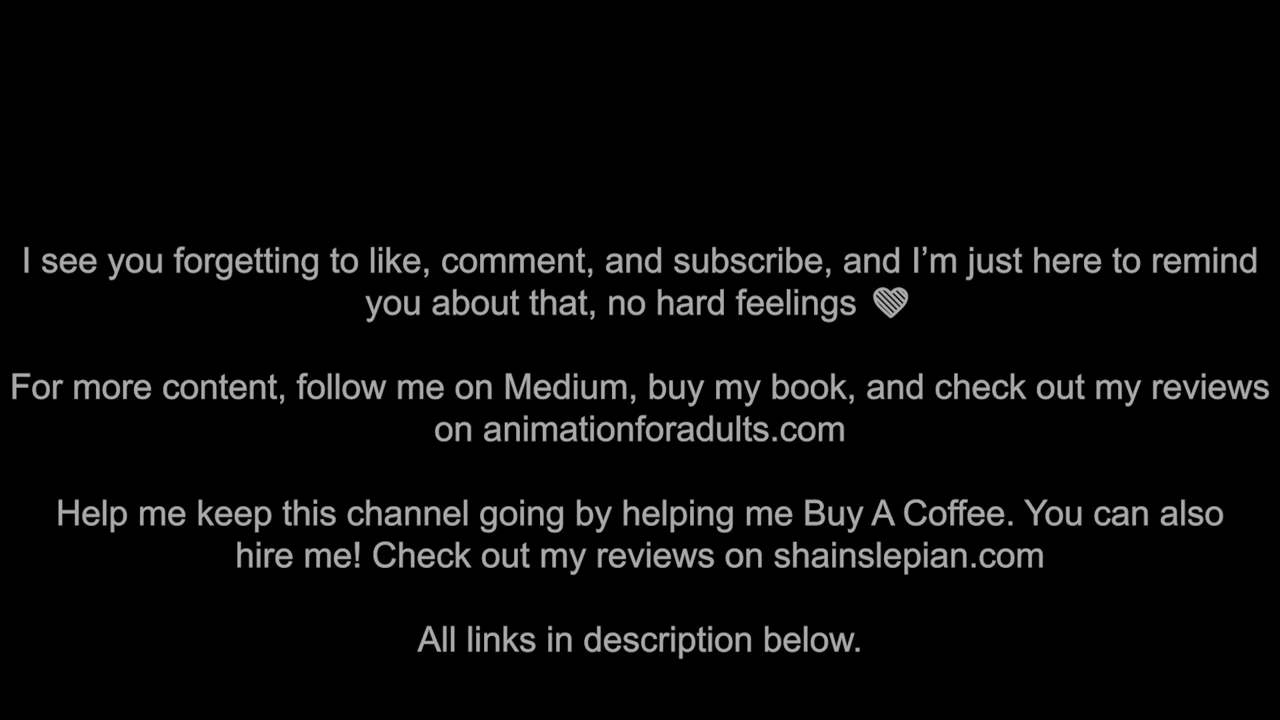 I see you forgetting to like, comment, and subscribe, and I’m just here to remind
you about that, no hard feelings
For more content, follow me on Medium, buy my book, and check out my reviews
on animationforadults.com
Help me keep this channel going by helping me Buy A Coffee. You can also
hire me! Check out my reviews on shainslepian.com
All links in description below.